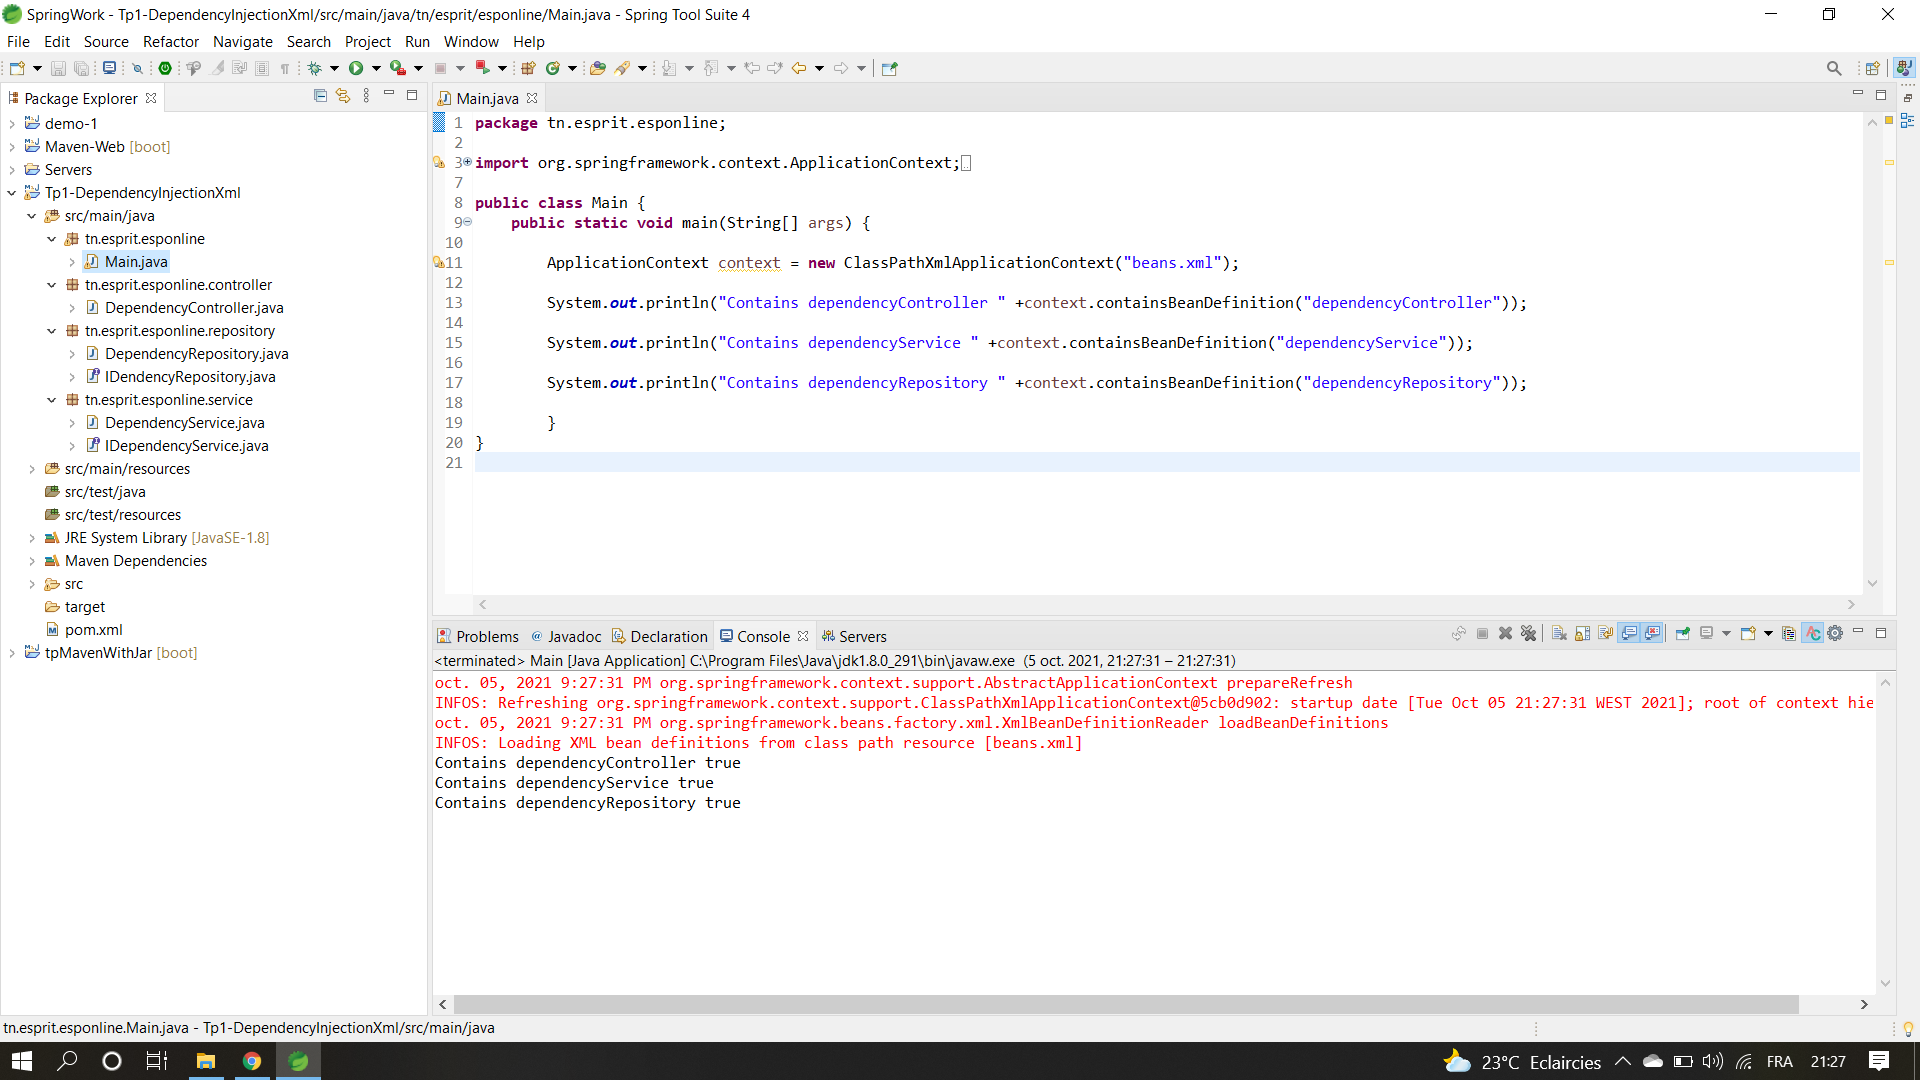 SpringWork - Tp1-DependencyInjectionXml/src/main/java/tn/esprit/esponline/Main.java - Spring Tool Suite 4
File Edit Source Refactor Navigate Search Project Run Window Help
Package Explorer
demo-1
Maven-Web [boot]
Servers
Tp1-DependencyInjectionXml
src/main/java
tn.esprit.esponline
Main.java
tn.esprit.esponline.controller
DependencyController.java
tn.esprit.esponline.repository
DependencyRepository.java
IDendencyRepository.java
tn.esprit.esponline.service
DependencyService.java
IDependencyService.java
src/main/resources
src/test/java
src/test/resources
JRE System Library [JavaSE-1.8]
Maven Dependencies
src
target
pom.xml
tpMavenWithJar [boot]
Main.java
1 package tn.esprit.esponline;
2
3 import org.springframework.context.ApplicationContext;
7
8 public class Main {
9 public static void main(String[] args) {
10
11 ApplicationContext context = new ClassPathXmlApplicationContext("beans.xml");
12
13 System.out.println("Contains dependencyController " +context.containsBeanDefinition("dependencyController"));
14
15 System.out.println("Contains dependencyService " +context.containsBeanDefinition("dependencyService"));
16
17 System.out.println("Contains dependencyRepository " +context.containsBeanDefinition("dependencyRepository"));
18
19 }
20 }
21
Problems @ Javadoc Declaration Console Servers
<terminated> Main [Java Application] C:\Program Files\Java\jdk1.8.0_291\bin\javaw.exe (5 oct. 2021, 21:27:31 – 21:27:31)
oct. 05, 2021 9:27:31 PM org.springframework.context.support.AbstractApplicationContext prepareRefresh
INFOS: Refreshing org.springframework.context.support.ClassPathXmlApplicationContext@5cb0d902: startup date [Tue Oct 05 21:27:31 WEST 2021]; root of context hie
oct. 05, 2021 9:27:31 PM org.springframework.beans.factory.xml.XmlBeanDefinitionReader loadBeanDefinitions
INFOS: Loading XML bean definitions from class path resource [beans.xml]
Contains dependencyController true
Contains dependencyService true
Contains dependencyRepository true
tn.esprit.esponline.Main.java - Tp1-DependencyInjectionXml/src/main/java
23°C Eclaircies FRA 21:27